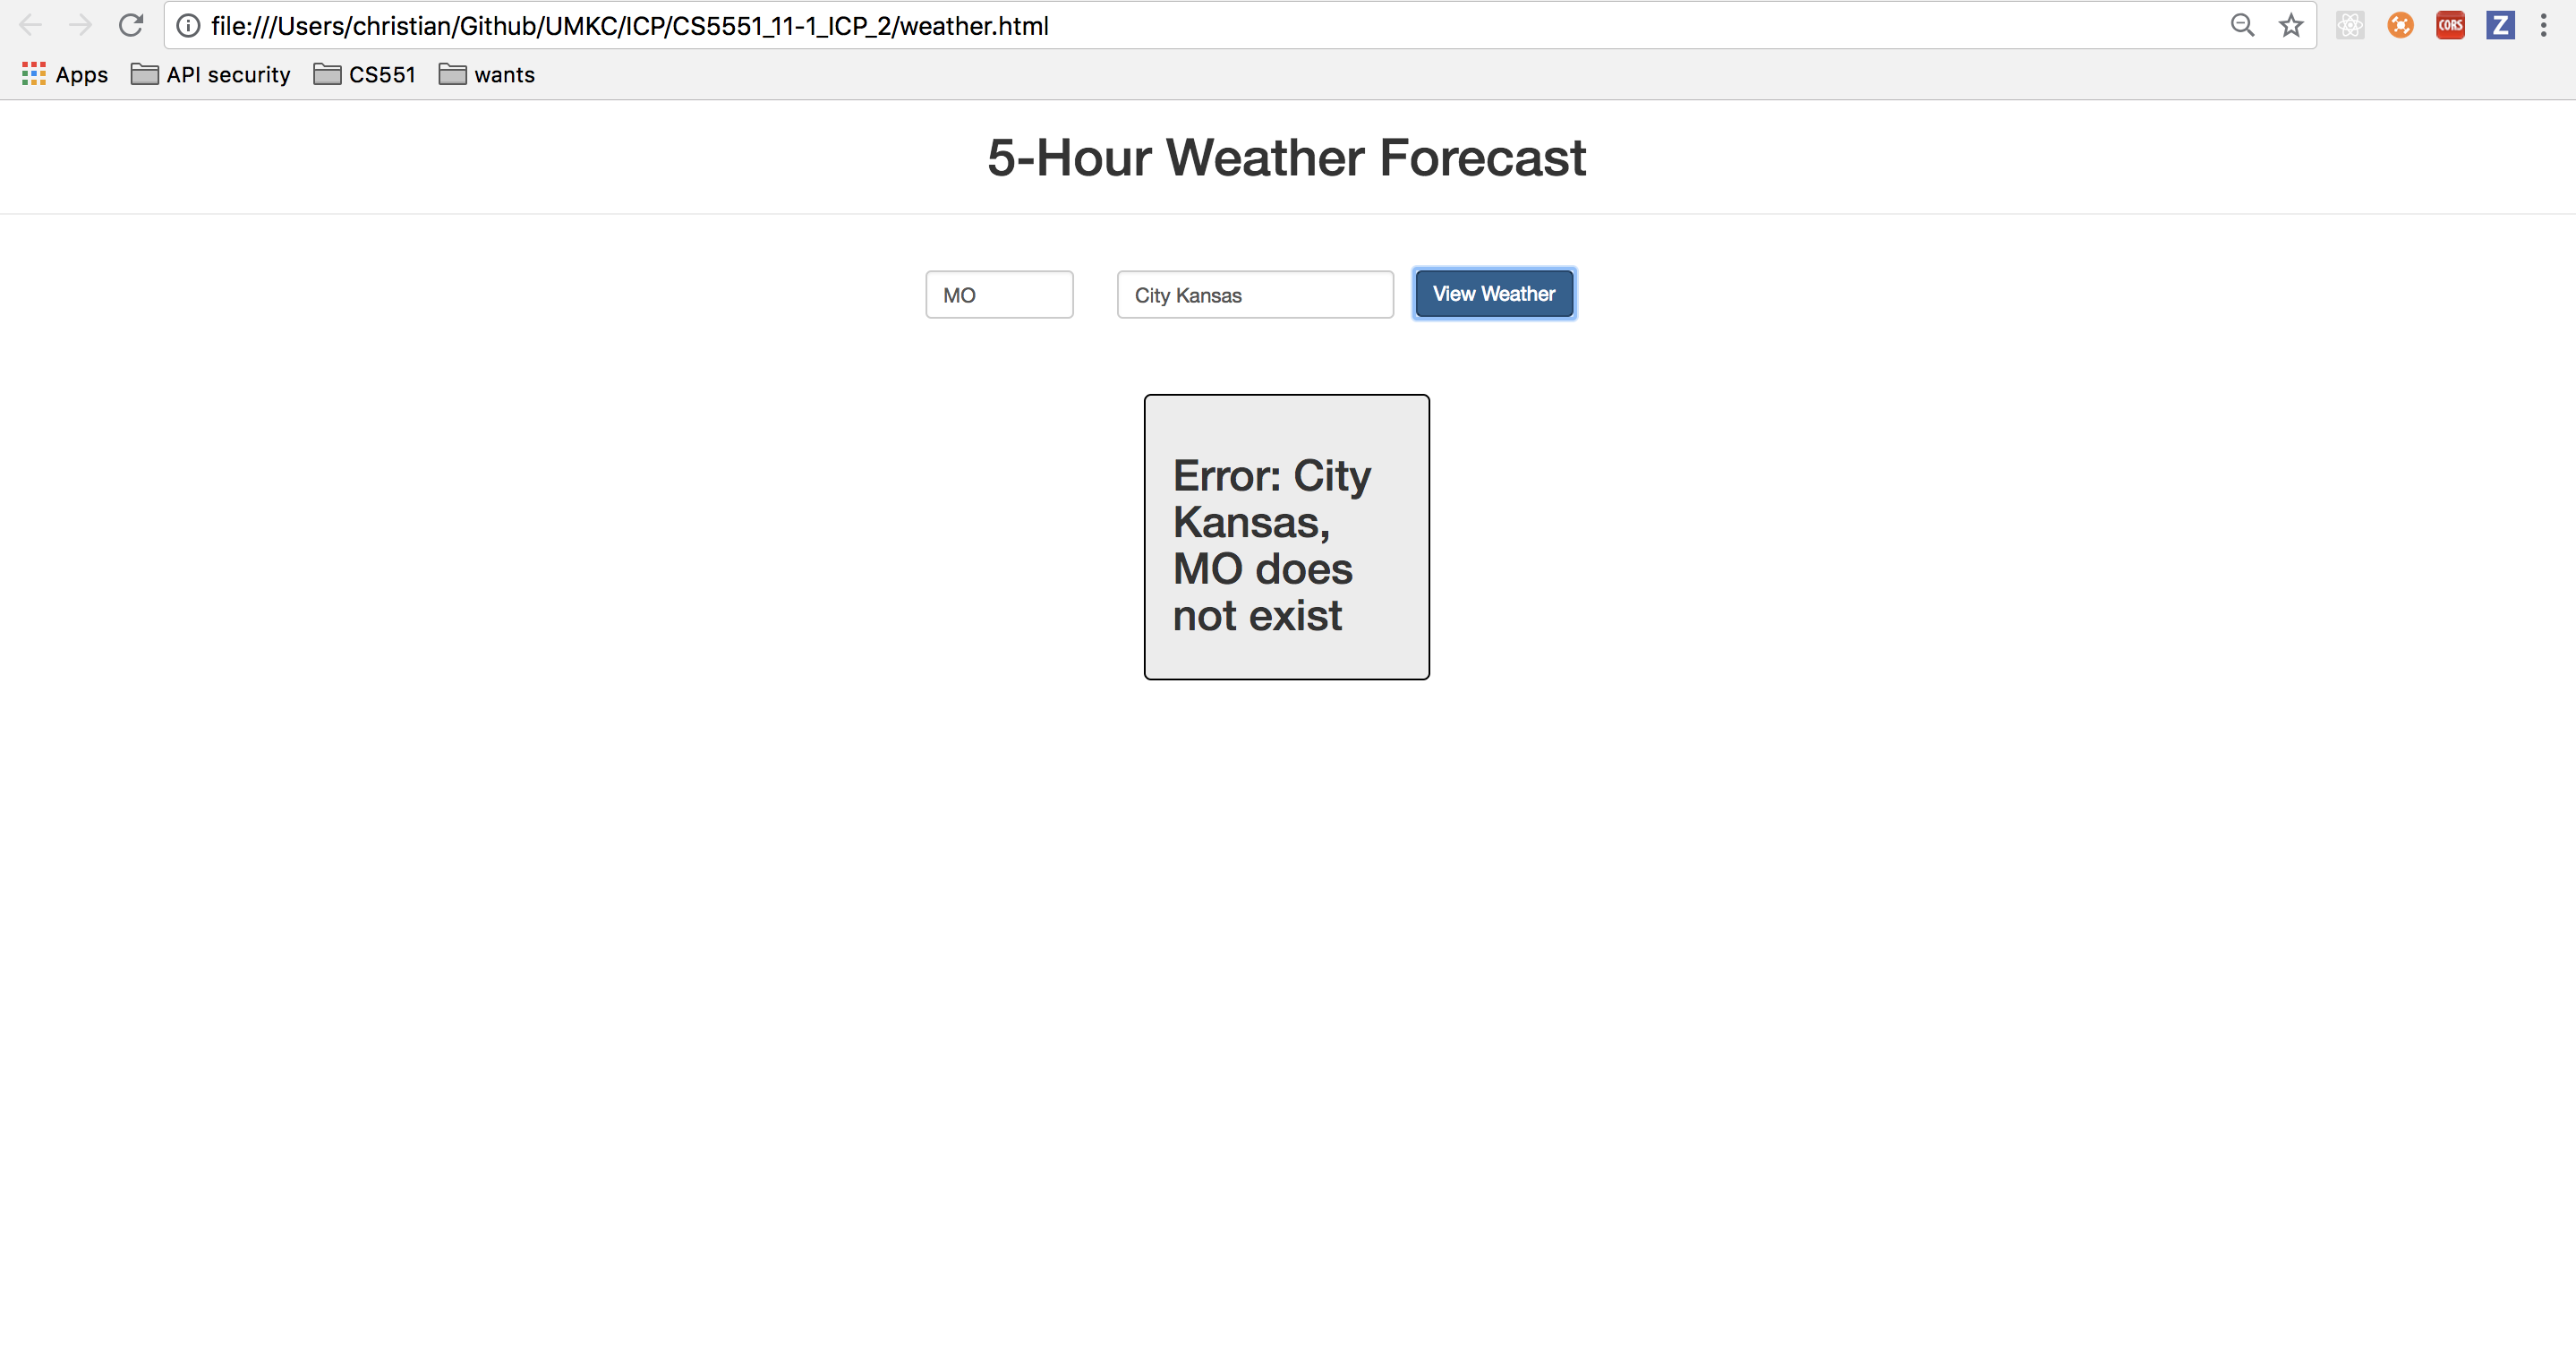 file:///Users/christian/Github/UMKC/ICP/CS5551_11-1_ICP_2/weather.html
CORS
Z
Apps
API security
CS551
wants
5-Hour Weather Forecast
MO
City Kansas
View Weather
Error: City
Kansas,
MO does
not exist